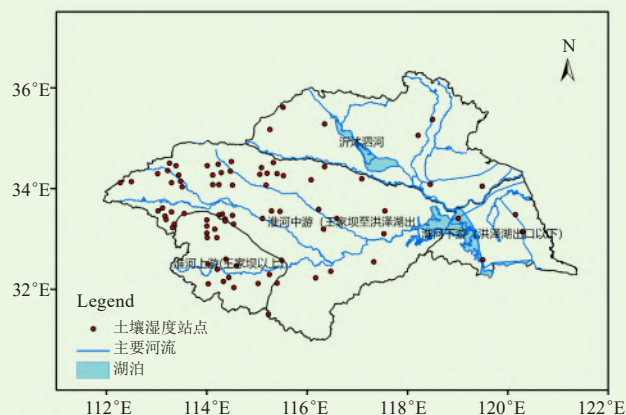 N
36°E
34°E
32°E
沂沭泗河
淮河中游（王家坝至洪泽湖出
淮河下游（洪泽湖出口以下）
淮河上游(王家坝以上)
Legend
土壤湿度站点
主要河流
湖泊
112°E 114°E 116°E 118°E 120°E 122°E